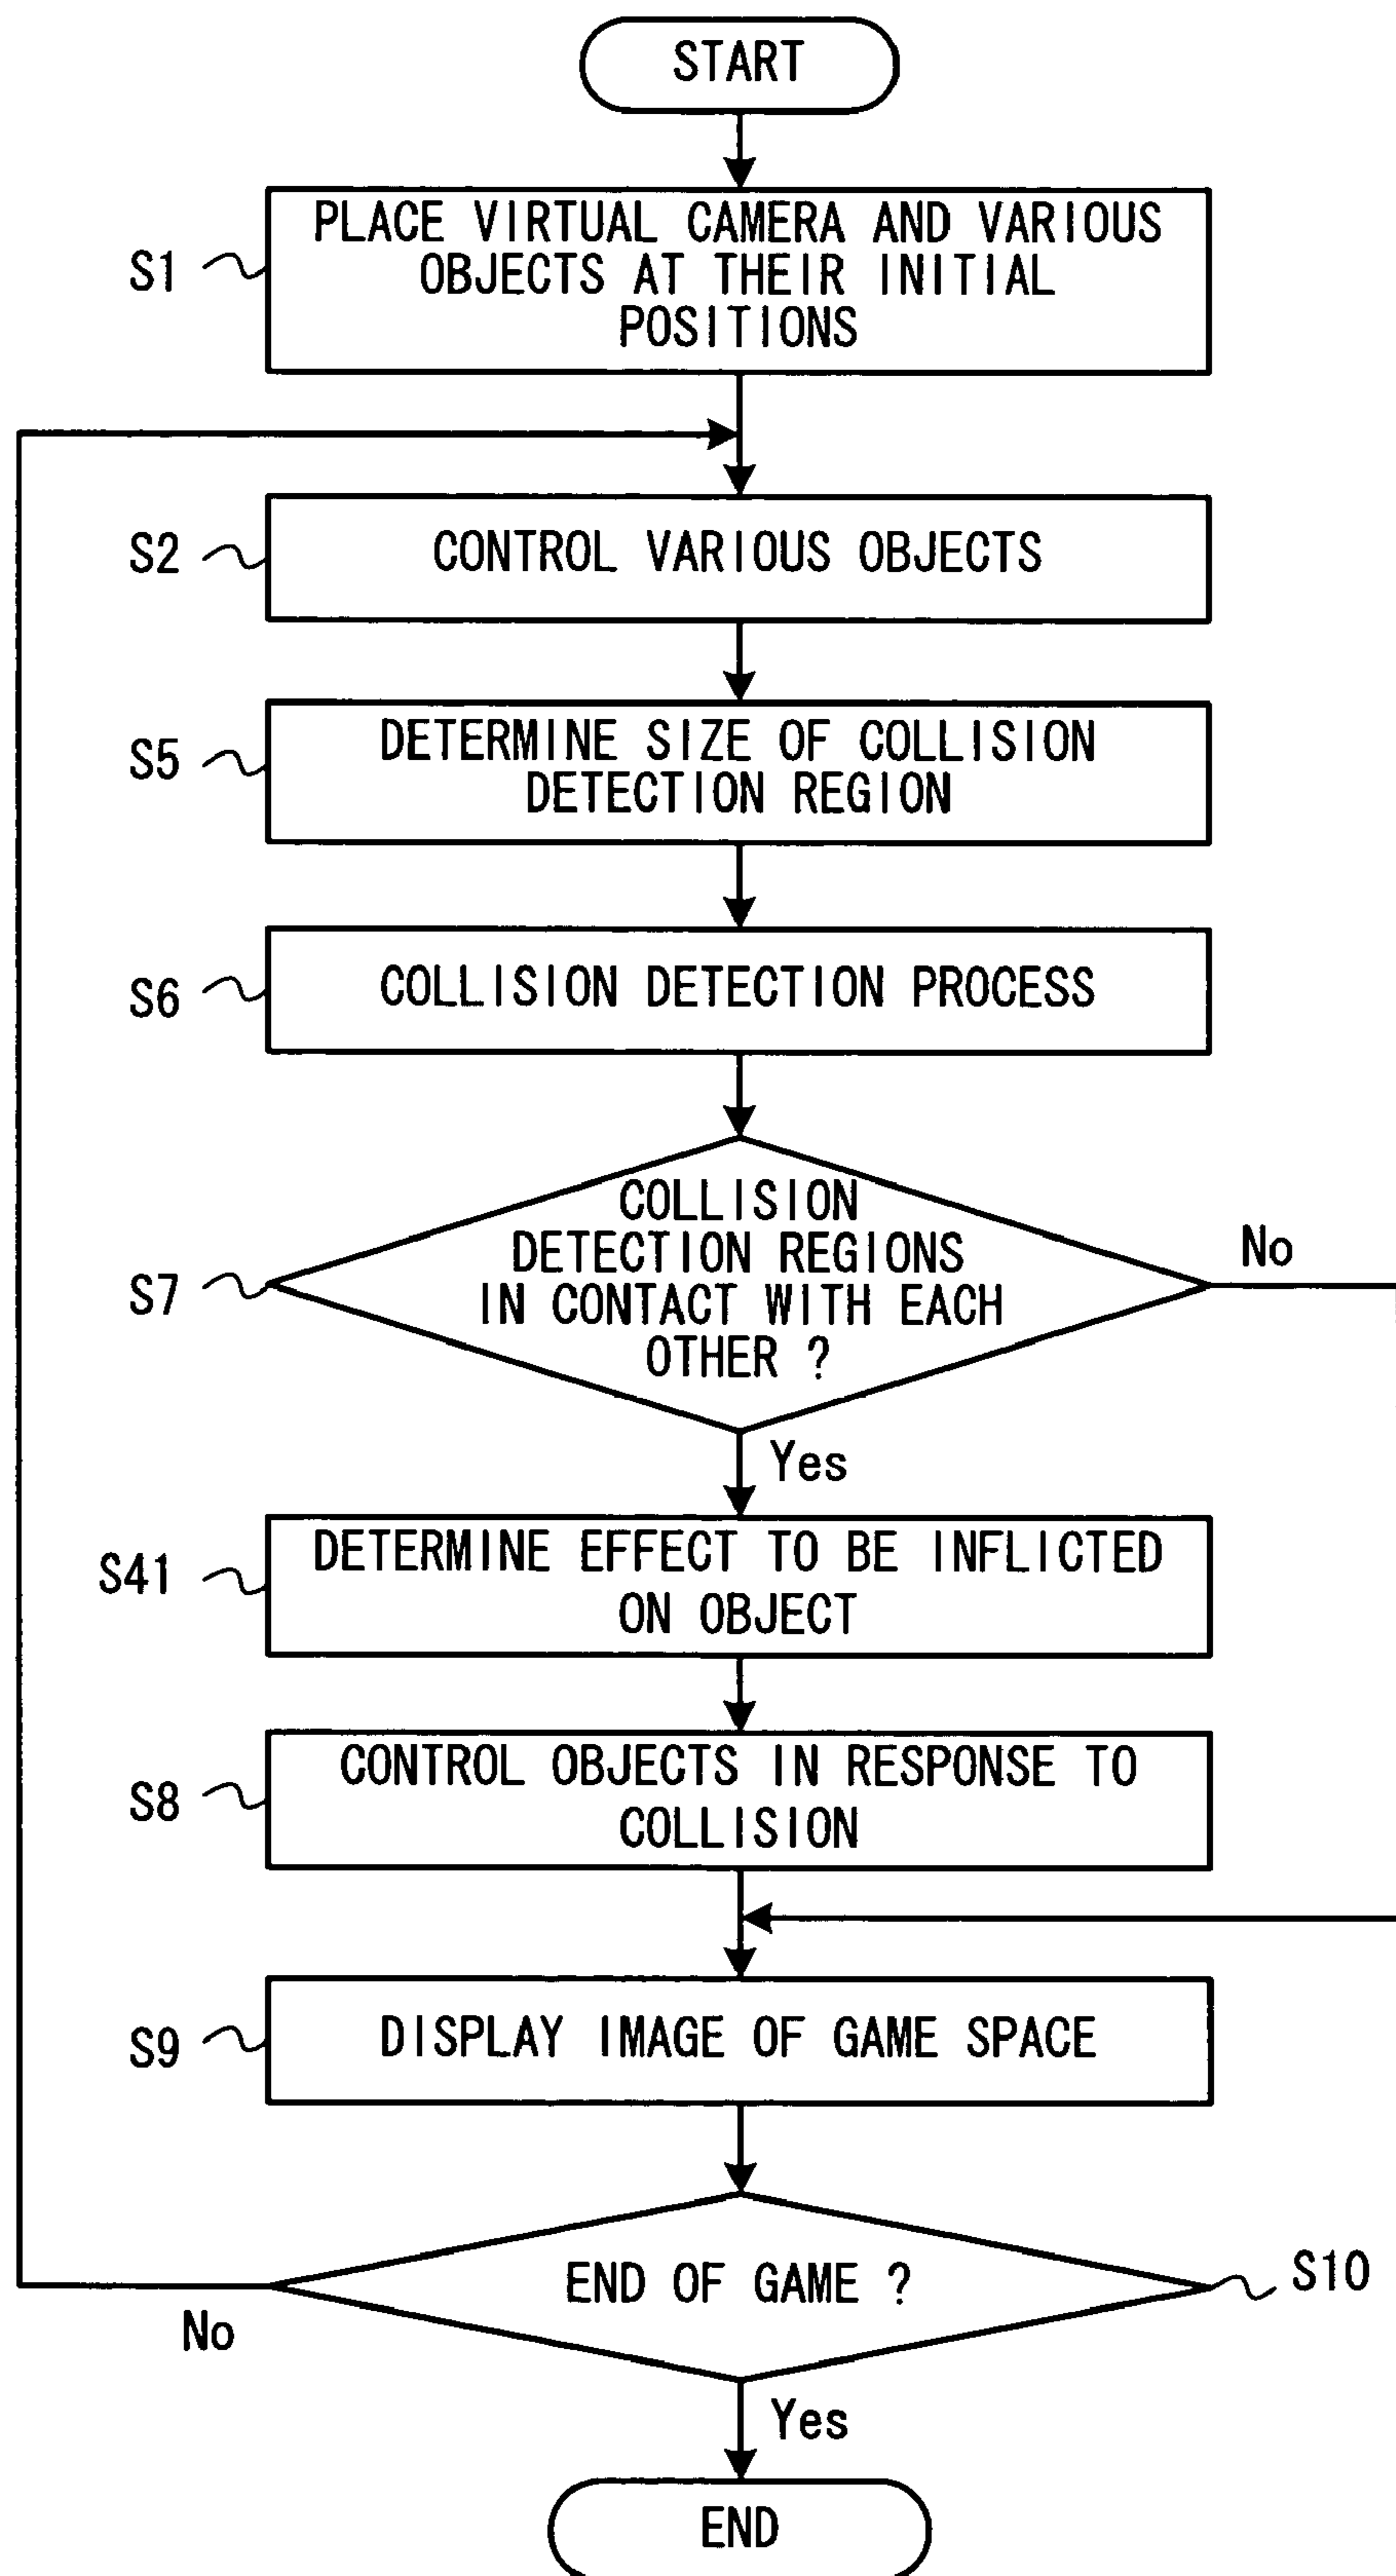 START
S1
PLACE VIRTUAL CAMERA AND VARIOUS
OBJECTS AT THEIR INITIAL
POSITIONS
S2
CONTROL VARIOUS OBJECTS
S5
DETERMINE SIZE OF COLLISION
DETECTION REGION
S6
COLLISION DETECTION PROCESS
S7
COLLISION
DETECTION REGIONS
IN CONTACT WITH EACH
OTHER ?
No
Yes
S41
DETERMINE EFFECT TO BE INFLICTED
ON OBJECT
S8
CONTROL OBJECTS IN RESPONSE TO
COLLISION
S9
DISPLAY IMAGE OF GAME SPACE
END OF GAME ?
S10
No
Yes
END